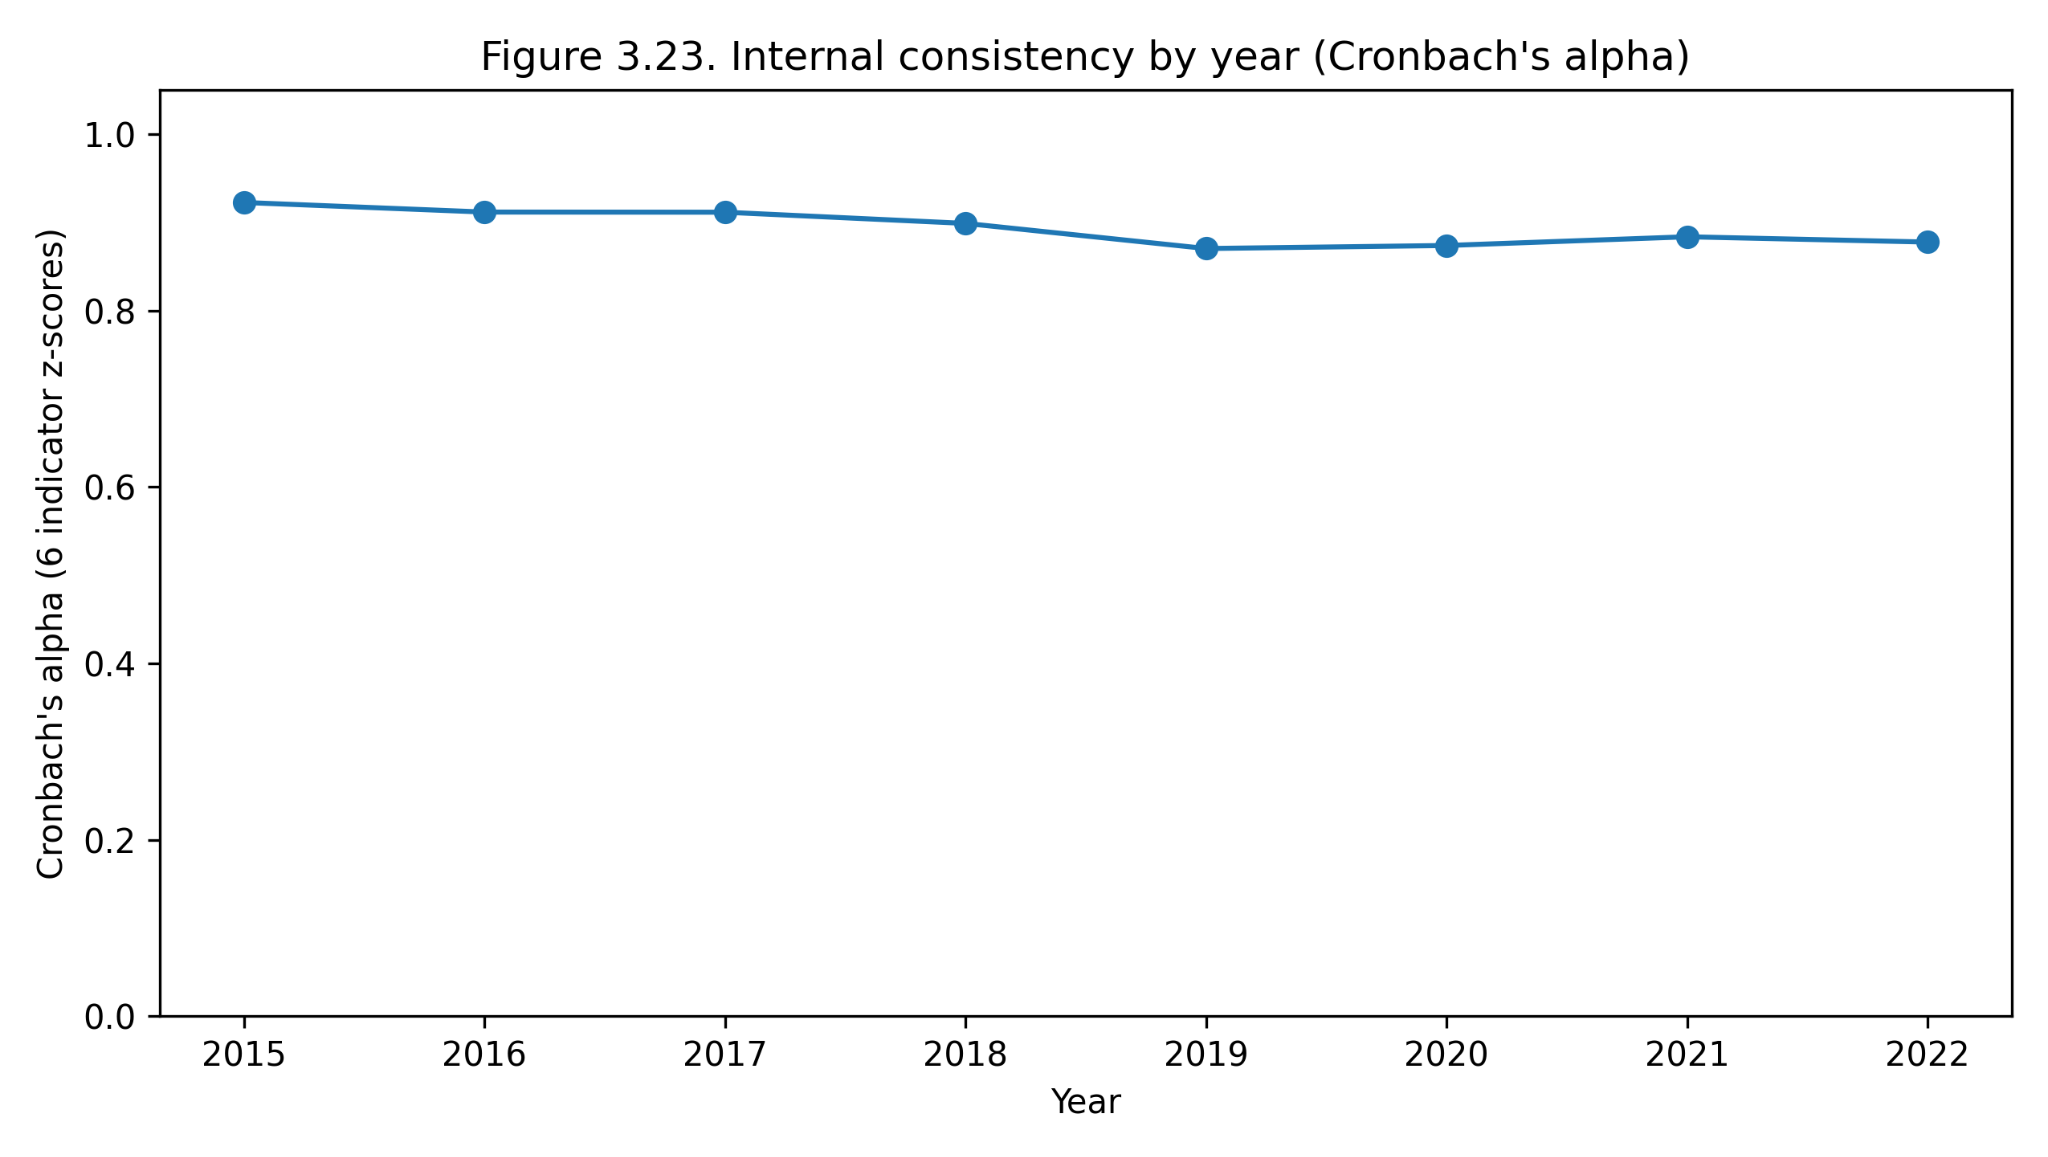 Figure 3.23. Internal consistency by year (Cronbach's alpha)
Cronbach's alpha (6 indicator z-scores)
1.0
0.8
0.6
0.4
0.2
0.0
2015 2016 2017 2018 2019 2020 2021 2022
Year